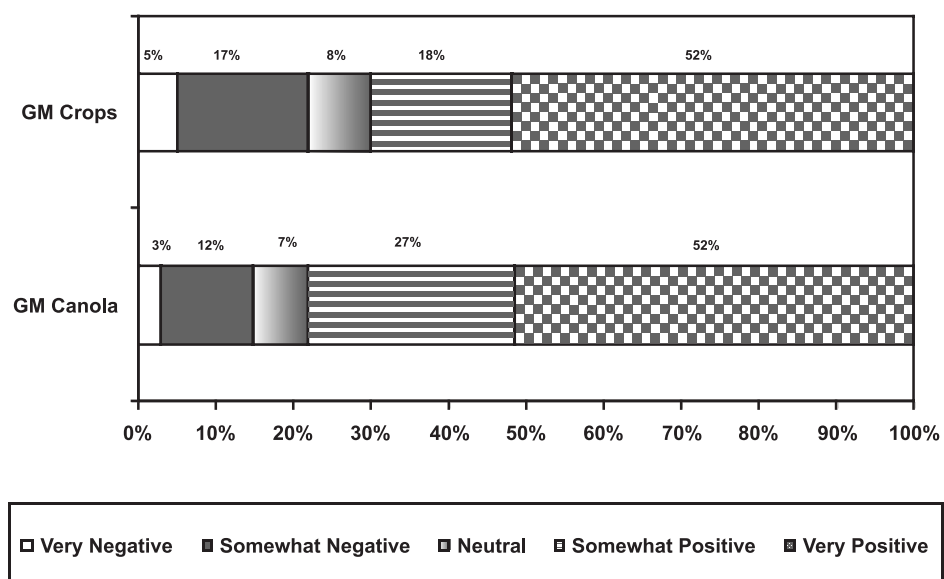 5% 17% 8% 18% 52%
GM Crops
3% 12% 7% 27% 52%
GM Canola
0% 10% 20% 30% 40% 50% 60% 70% 80% 90% 100%
Very Negative Somewhat Negative Neutral Somewhat Positive Very Positive